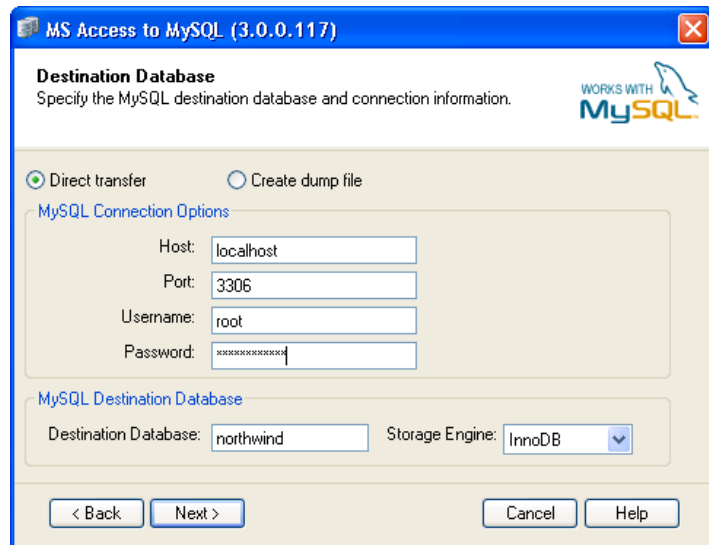 MS Access to MySQL (3.0.0.117)
Destination Database
Specify the MySQL destination database and connection information.
WORKS WITH
MySQL
Direct transfer
Create dump file
MySQL Connection Options
Host: localhost
Port: 3306
Username: root
Password: ************
MySQL Destination Database
Destination Database: northwind
Storage Engine: InnoDB
< Back
Next >
Cancel
Help